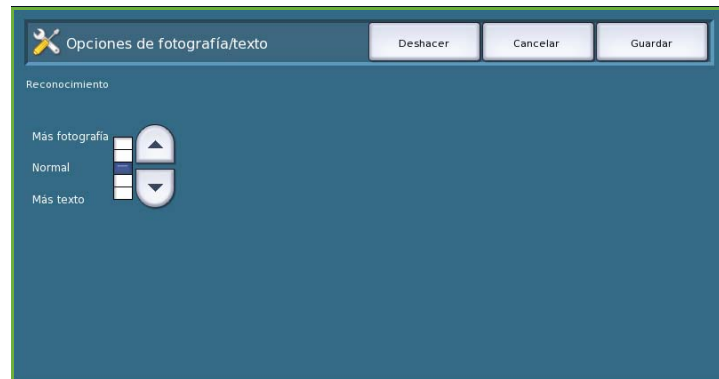 Opciones de fotografía/texto
Deshacer
Cancelar
Guardar
Reconocimiento
Más fotografía
Normal
Más texto